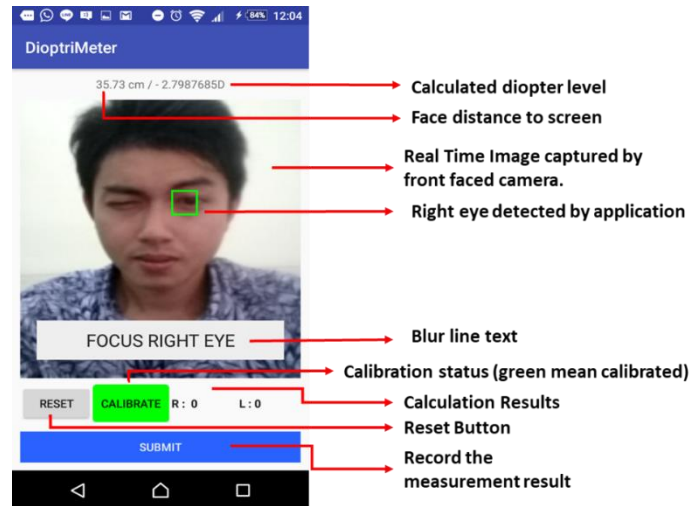 84% 12:04
DioptriMeter
35.73 cm / - 2.7987685D
Calculated diopter level
Face distance to screen
Real Time Image captured by
front faced camera.
Right eye detected by application
FOCUS RIGHT EYE
Blur line text
Calibration status (green mean calibrated)
RESET CALIBRATE R : 0 L : 0
Calculation Results
Reset Button
SUBMIT
Record the
measurement result